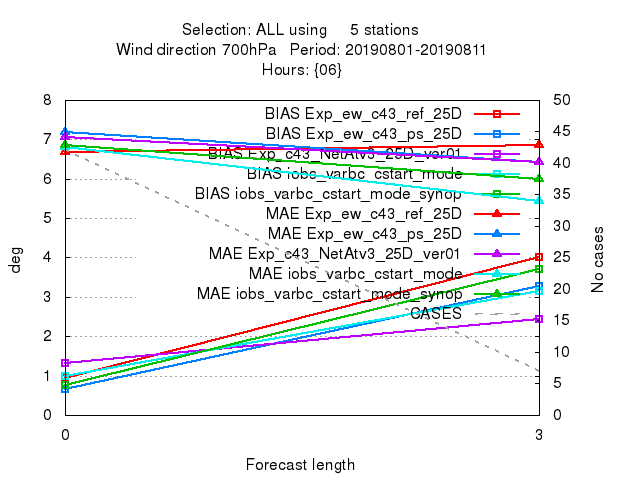 Selection: ALL using 5 stations
Wind direction 700hPa Period: 20190801-20190811
Hours: {06}
8 50
BIAS Exp_ew_c43_ref_25D
BIAS Exp_ew_c43_ps_25D
7 45
BIAS Exp_c43_NetAtv3_25D_ver01
40
BIAS iobs_varbc_cstart_mode
6
BIAS iobs_varbc_cstart_mode_synop
35
MAE Exp_ew_c43_ref_25D
5
30
MAE Exp_ew_c43_ps_25D
MAE Exp_c43_NetAtv3_25D_ver01
4 25
MAE iobs_varbc_cstart_mode
20
MAE iobs_varbc_cstart_mode_synop
3
CASES
15
2
10
1
5
0 0
deg
No cases
0 3
Forecast length